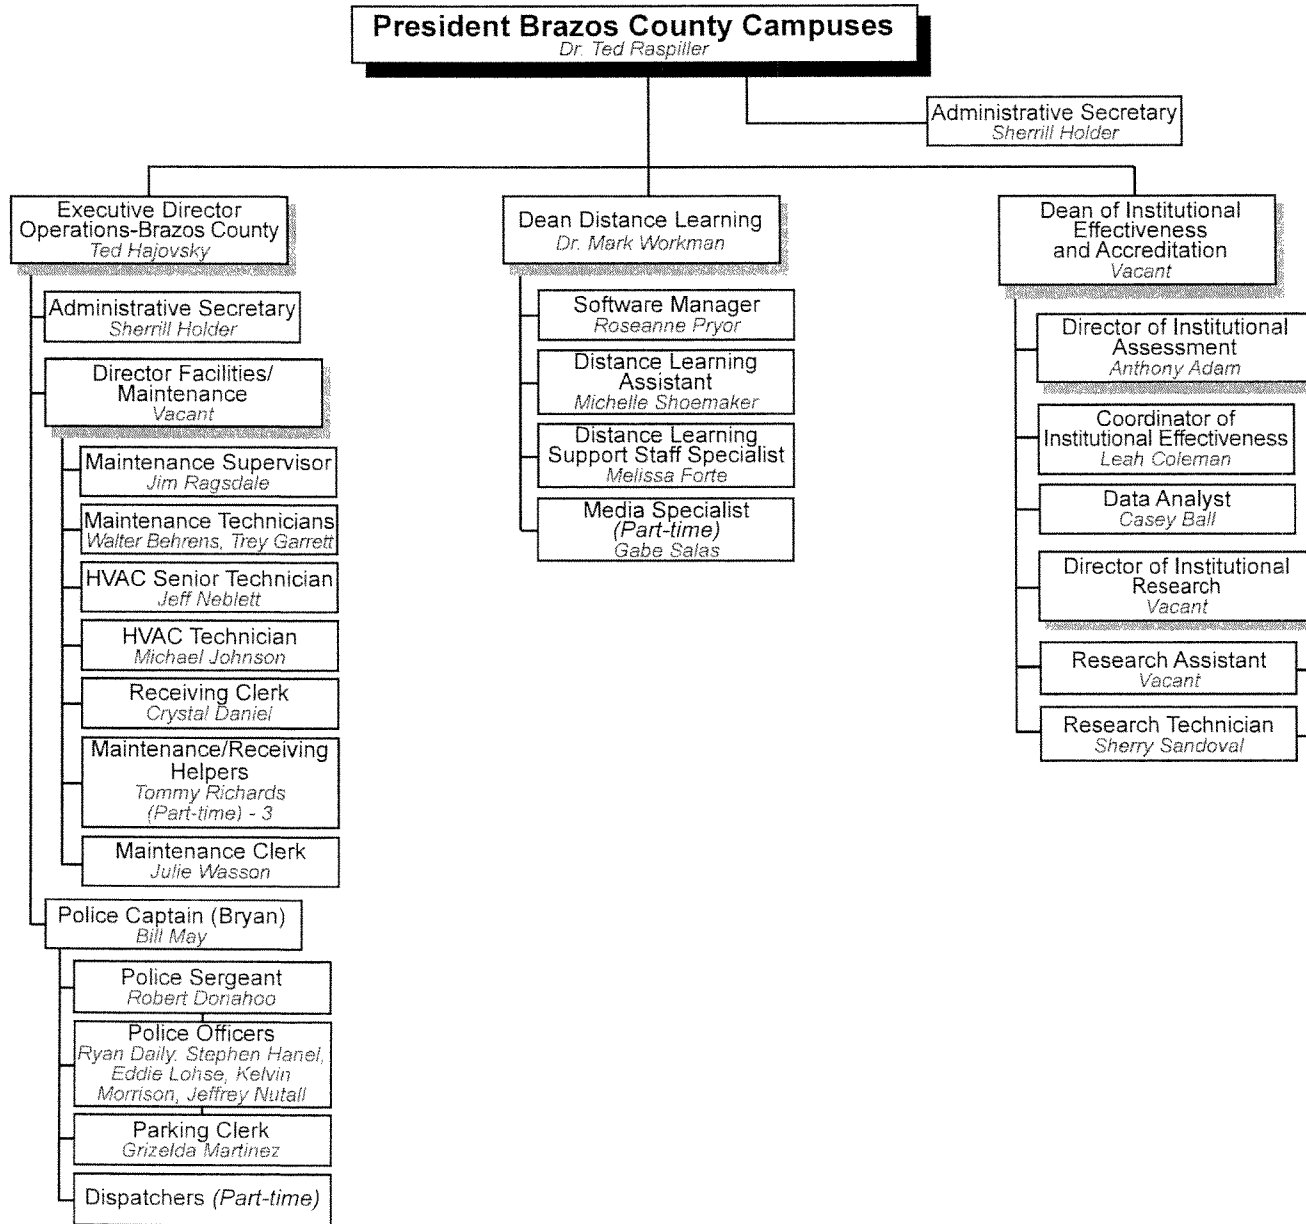 President Brazos County Campuses
Dr. Ted Raspiller
Administrative Secretary
Sherrill Holder
Executive Director
Operations-Brazos County
Ted Hajovsky
Administrative Secretary
Sherrill Holder
Director Facilities/
Maintenance
Vacant
Maintenance Supervisor
Jim Ragsdale
Maintenance Technicians
Walter Behrens, Trey Garrett
HVAC Senior Technician
Jeff Neblett
HVAC Technician
Michael Johnson
Receiving Clerk
Crystal Daniel
Maintenance/Receiving
Helpers
Tommy Richards
(Part-time) - 3
Maintenance Clerk
Julie Wasson
Police Captain (Bryan)
Bill May
Police Sergeant
Robert Donahoo
Police Officers
Ryan Daily. Stephen Hanel,
Eddie Lohse, Kelvin
Morrison, Jeffrey Nutall
Parking Clerk
Grizelda Martinez
Dispatchers (Part-time)
Dean Distance Learning
Dr. Mark Workman
Software Manager
Roseanne Pryor
Distance Learning
Assistant
Michelle Shoemaker
Distance Learning
Support Staff Specialist
Melissa Forte
Media Specialist
(Part-time)
Gabe Salas
Dean of Institutional
Effectiveness
and Accreditation
Vacant
Director of Institutional
Assessment
Anthony Adam
Coordinator of
Institutional Effectiveness
Leah Coleman
Data Analyst
Casey Ball
Director of Institutional
Research
Vacant
Research Assistant
Vacant
Research Technician
Sherry Sandoval